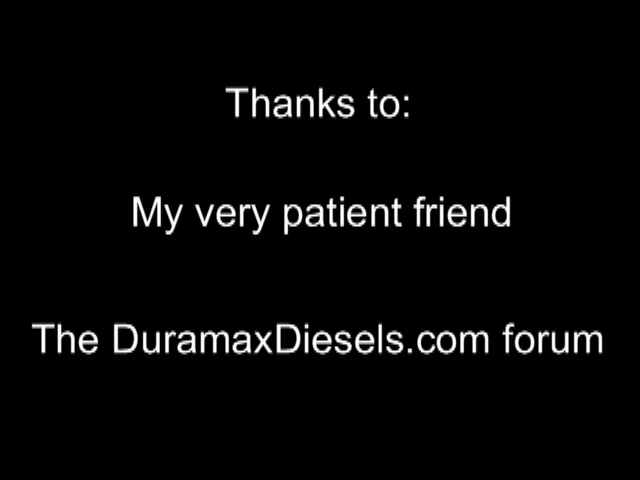 Thanks to:
My very patient friend
The DuramaxDiesels.com forum